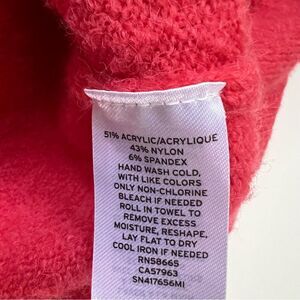 51% ACRYLIC/ACRYLIQUE
43% NYLON
6% SPANDEX
HAND WASH COLD,
WITH LIKE COLORS
ONLY NON-CHLORINE
BLEACH IF NEEDED
ROLL IN TOWEL TO
REMOVE EXCESS
MOISTURE, RESHAPE,
LAY FLAT TO DRY
COOL IRON IF NEEDED
RN58665
CA57963
SN417656MI